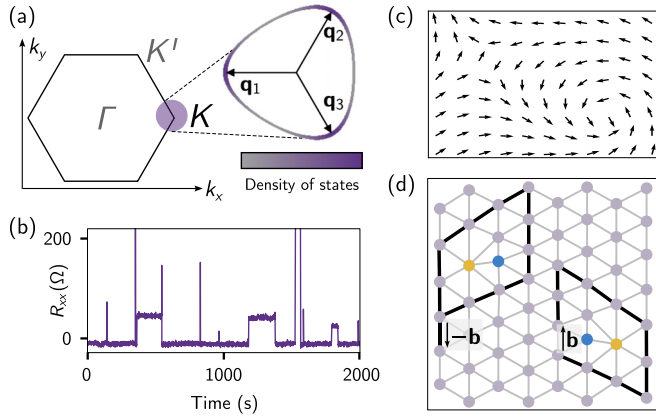 (a)
k_y
K'
Γ
K
k_x
q_1
q_2
q_3
Density of states
(b)
R_xx(Ω)
200
0
0
1000
2000
Time (s)
(c)
(d)
−b
b